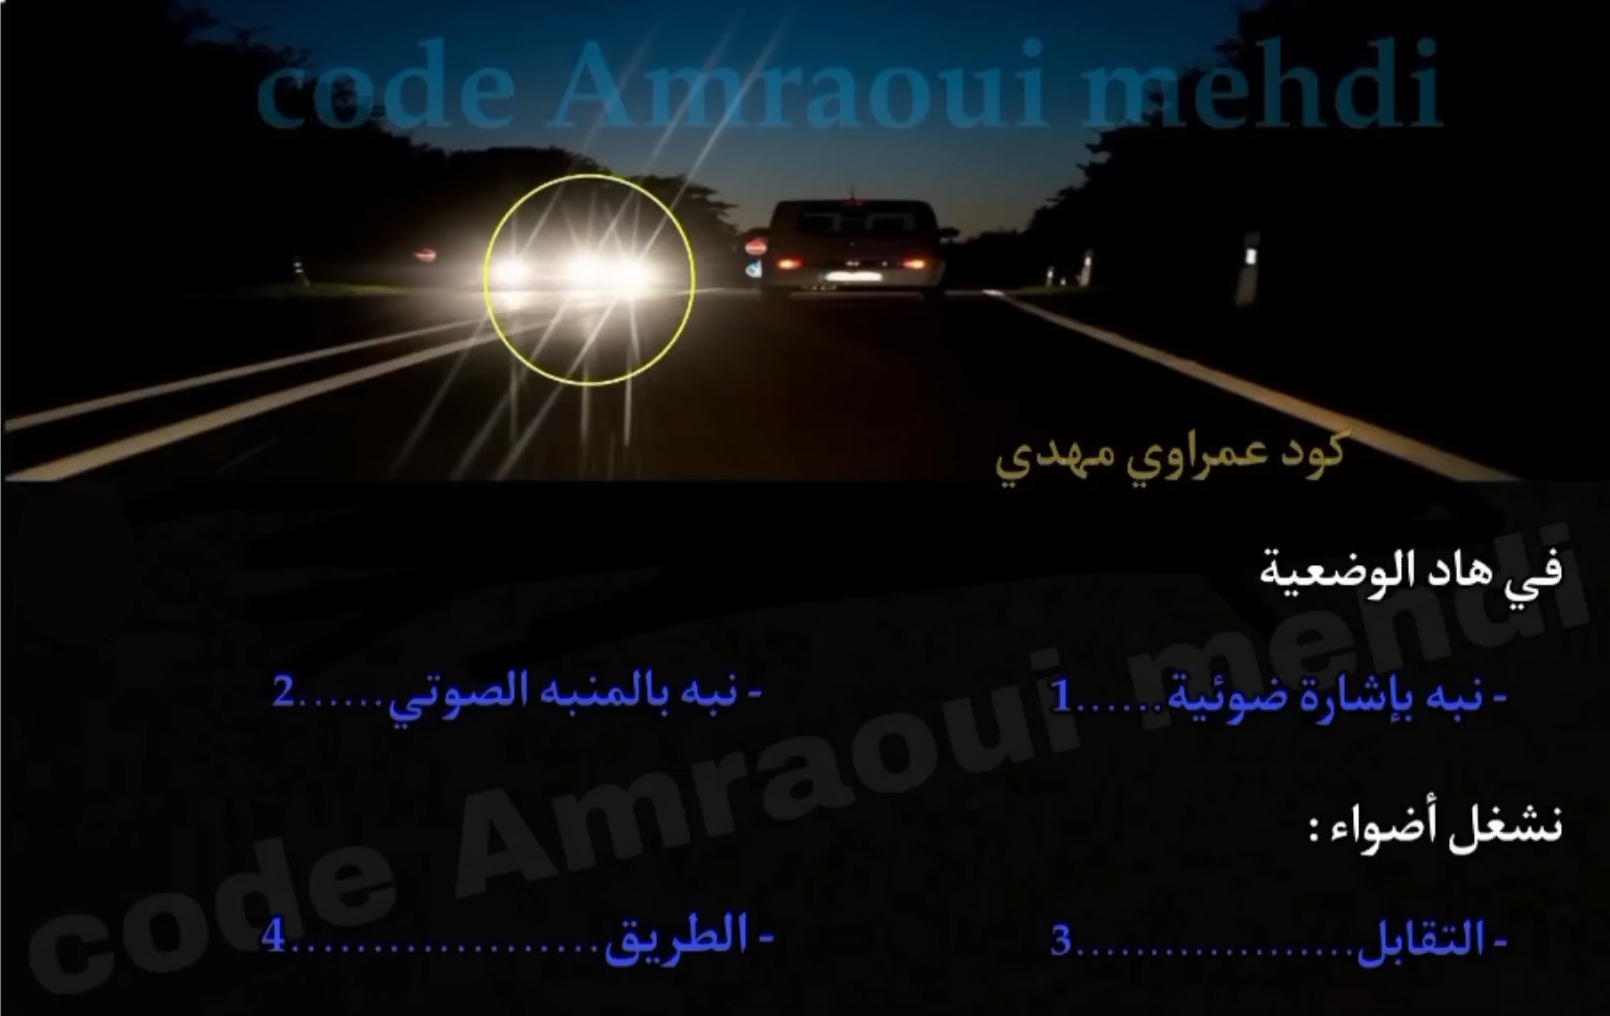 code Amraoui mehdi
كود عمراوي مهدي
في هاد الوضعية
- نبه بإشارة ضوئية......1 - نبه بالمنبه الصوتي......2
نشغل أضواء :
- التقابل...................3 - الطريق...................4
code Amraoui mehdi